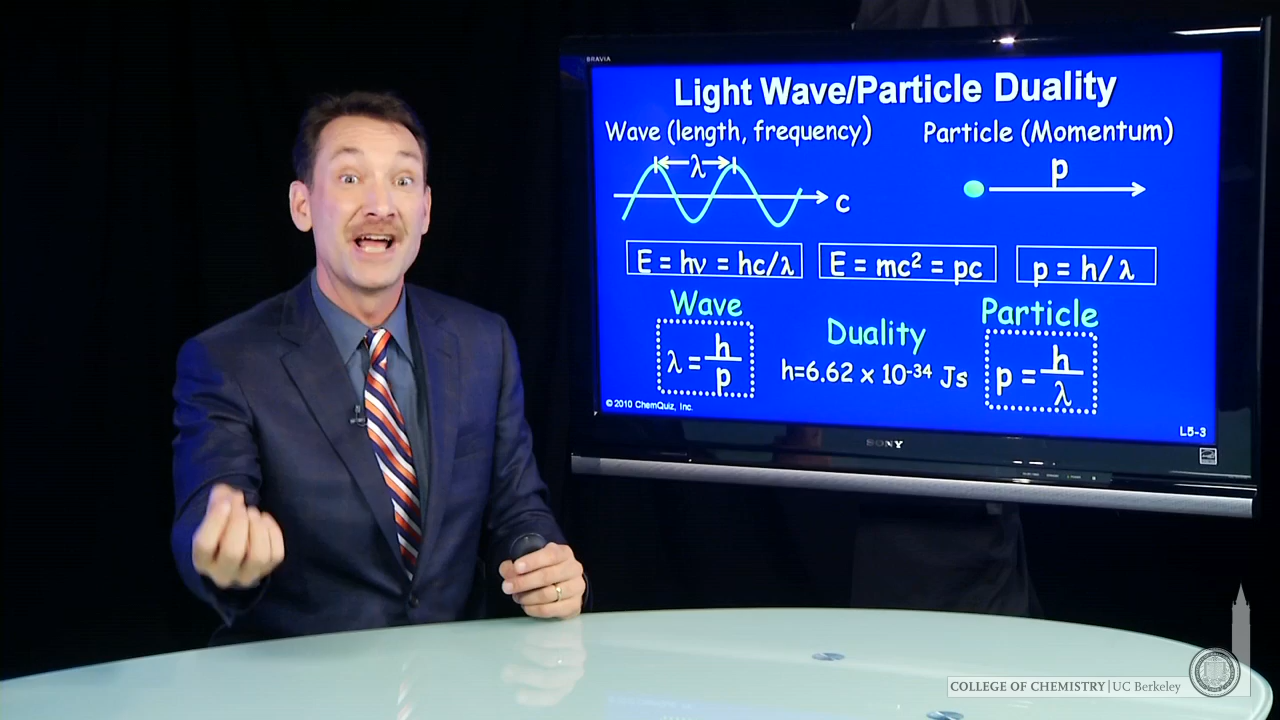 BRAVIA
Light Wave/Particle Duality
Wave (length, frequency)
Particle (Momentum)
λ
c
p
E = hν = hc/λ
E = mc² = pc
p = h/λ
Wave
Duality
Particle
λ = h/p
h=6.62 x 10⁻³⁴ Js
p = h/λ
© 2010 ChemQuiz, Inc.
L5-3
SONY
COLLEGE OF CHEMISTRY | UC Berkeley